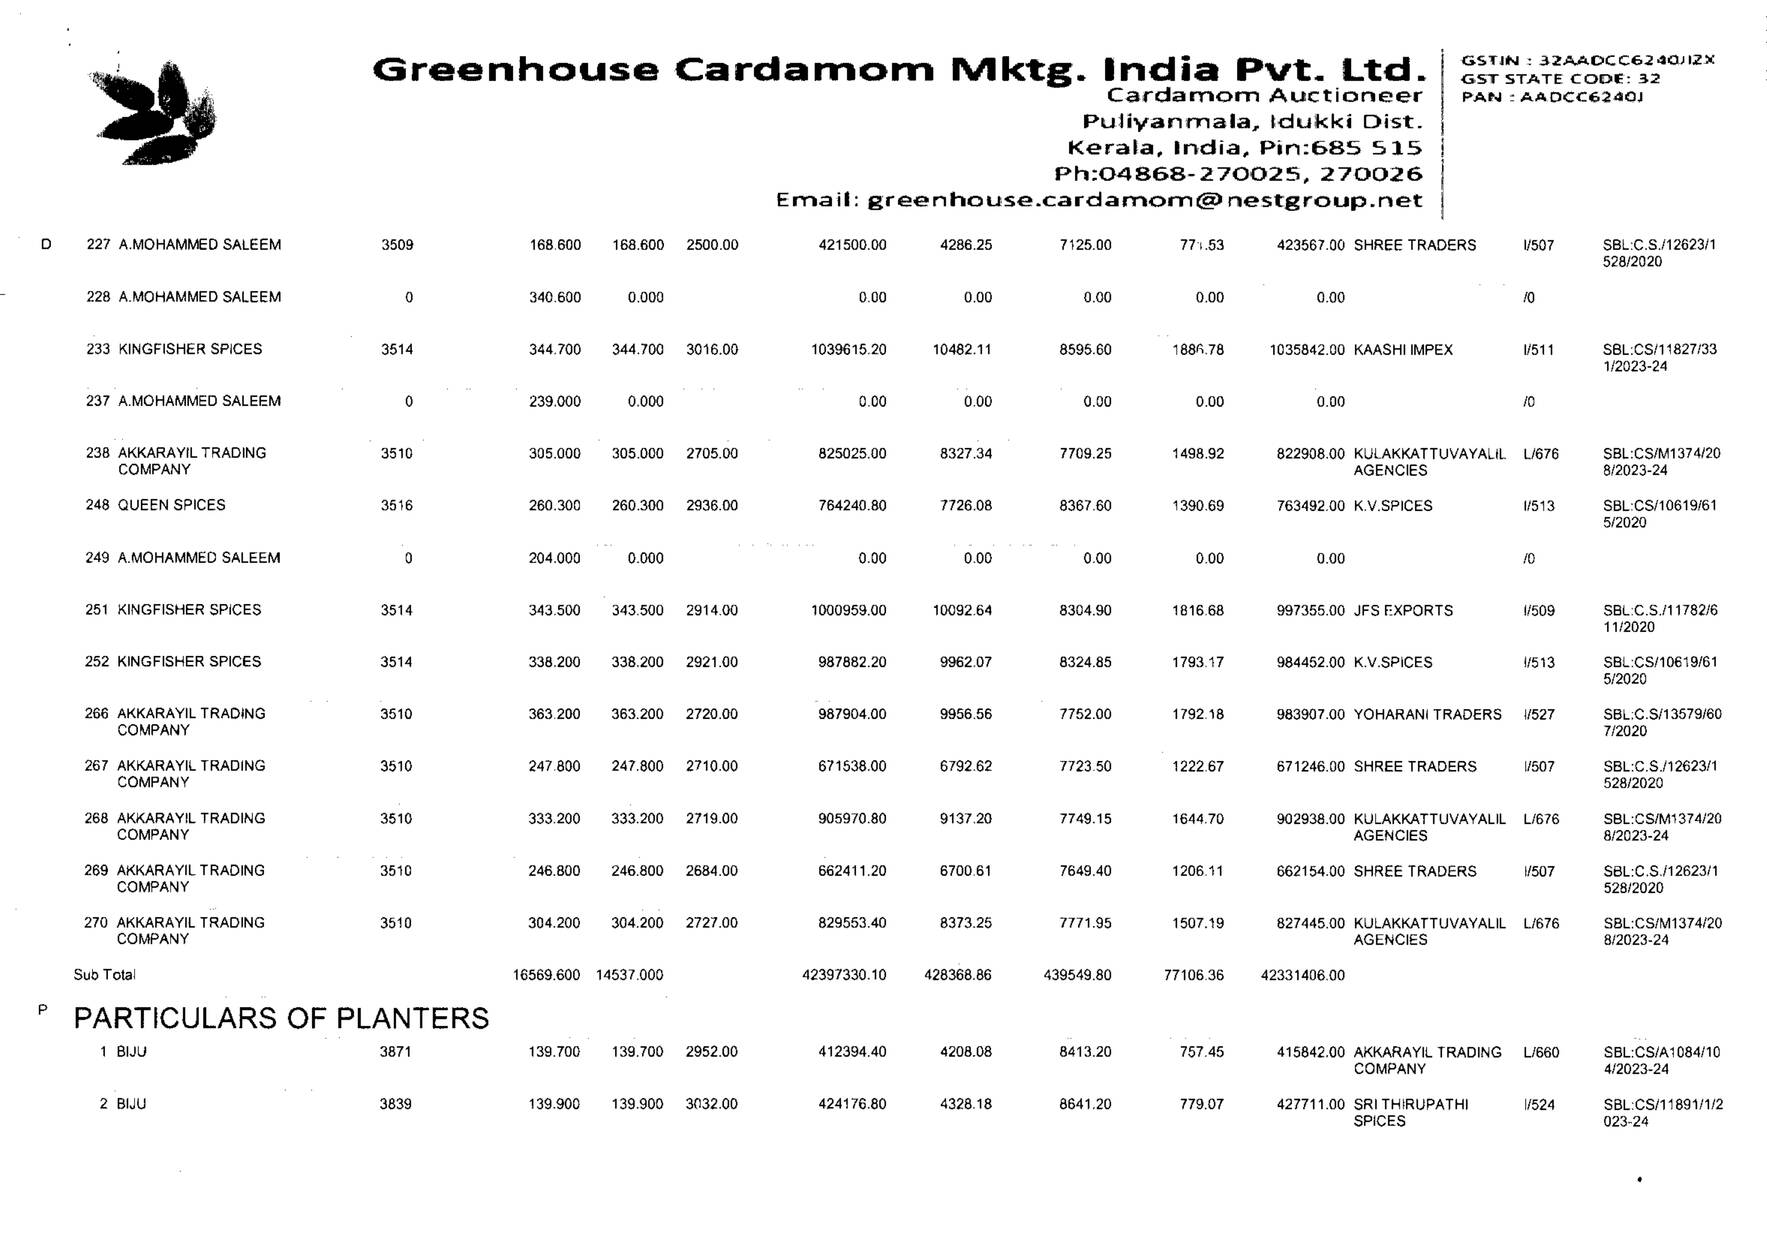 Greenhouse Cardamom Mktg. India Pvt. Ltd.
Cardamom Auctioneer
Puliyanmala, Idukki Dist.
Kerala, India, Pin:685 515
Ph:04868-270025, 270026
Email: greenhouse.cardamom@nestgroup.net
GSTIN : 32AADCC6240J1ZX
GST STATE CODE: 32
PAN : AADCC6240J
D 227 A.MOHAMMED SALEEM 3509 168.600 168.600 2500.00 421500.00 4286.25 7125.00 771.53 423567.00 SHREE TRADERS I/507 SBL:C.S./12623/1
528/2020
228 A.MOHAMMED SALEEM 0 340.600 0.000 0.00 0.00 0.00 0.00 0.00 /0
233 KINGFISHER SPICES 3514 344.700 344.700 3016.00 1039615.20 10482.11 8595.60 1886.78 1035842.00 KAASHI IMPEX I/511 SBL:CS/11827/33
1/2023-24
237 A.MOHAMMED SALEEM 0 239.000 0.000 0.00 0.00 0.00 0.00 0.00 /0
238 AKKARAYIL TRADING 3510 305.000 305.000 2705.00 825025.00 8327.34 7709.25 1498.92 822908.00 KULAKKATTUVAYALIL L/676 SBL:CS/M1374/20
COMPANY AGENCIES 8/2023-24
248 QUEEN SPICES 3516 260.300 260.300 2936.00 764240.80 7726.08 8367.60 1390.69 763492.00 K.V.SPICES I/513 SBL:CS/10619/61
5/2020
249 A.MOHAMMED SALEEM 0 204.000 0.000 0.00 0.00 0.00 0.00 0.00 /0
251 KINGFISHER SPICES 3514 343.500 343.500 2914.00 1000959.00 10092.64 8304.90 1816.68 997355.00 JFS EXPORTS I/509 SBL:C.S./11782/6
11/2020
252 KINGFISHER SPICES 3514 338.200 338.200 2921.00 987882.20 9962.07 8324.85 1793.17 984452.00 K.V.SPICES I/513 SBL:CS/10619/61
5/2020
266 AKKARAYIL TRADING 3510 363.200 363.200 2720.00 987904.00 9956.56 7752.00 1792.18 983907.00 YOHARANI TRADERS I/527 SBL:C.S/13579/60
COMPANY 7/2020
267 AKKARAYIL TRADING 3510 247.800 247.800 2710.00 671538.00 6792.62 7723.50 1222.67 671246.00 SHREE TRADERS I/507 SBL:C.S./12623/1
COMPANY 528/2020
268 AKKARAYIL TRADING 3510 333.200 333.200 2719.00 905970.80 9137.20 7749.15 1644.70 902938.00 KULAKKATTUVAYALIL L/676 SBL:CS/M1374/20
COMPANY AGENCIES 8/2023-24
269 AKKARAYIL TRADING 3510 246.800 246.800 2684.00 662411.20 6700.61 7649.40 1206.11 662154.00 SHREE TRADERS I/507 SBL:C.S./12623/1
COMPANY 528/2020
270 AKKARAYIL TRADING 3510 304.200 304.200 2727.00 829553.40 8373.25 7771.95 1507.19 827445.00 KULAKKATTUVAYALIL L/676 SBL:CS/M1374/20
COMPANY AGENCIES 8/2023-24
Sub Total 16569.600 14537.000 42397330.10 428368.86 439549.80 77106.36 42331406.00
P PARTICULARS OF PLANTERS
1 BIJU 3871 139.700 139.700 2952.00 412394.40 4208.08 8413.20 757.45 415842.00 AKKARAYIL TRADING L/660 SBL:CS/A1084/10
COMPANY 4/2023-24
2 BIJU 3839 139.900 139.900 3032.00 424176.80 4328.18 8641.20 779.07 427711.00 SRI THIRUPATHI I/524 SBL:CS/11891/1/2
SPICES 023-24